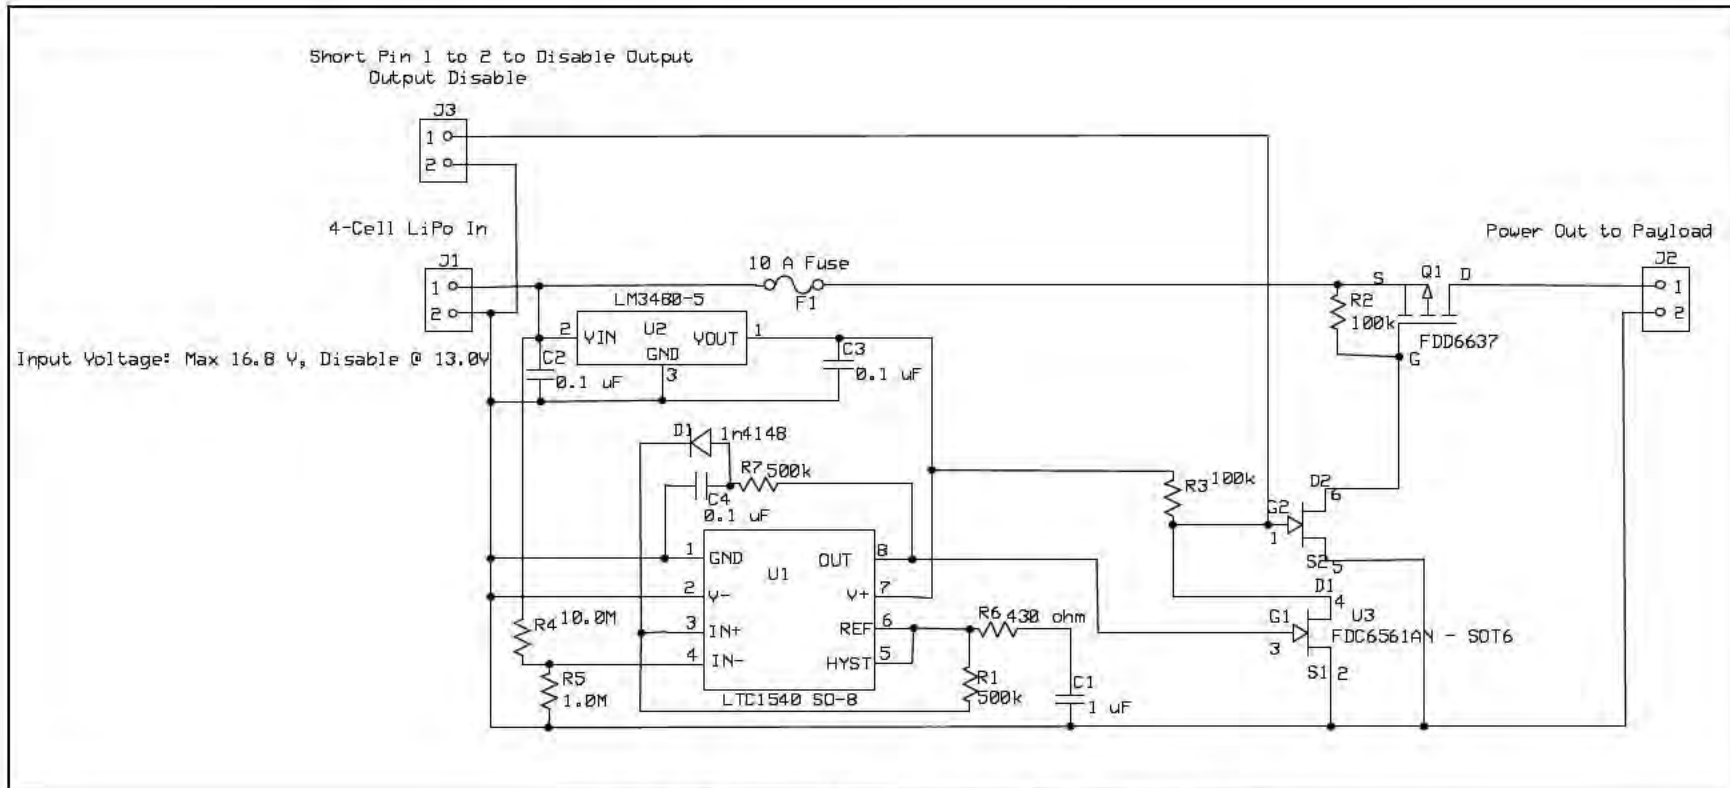 Short Pin 1 to 2 to Disable Output
Output Disable
J3
1
2
4-Cell LiPo In
J1
1
2
Input Voltage: Max 16.8 V, Disable @ 13.0V
10 A Fuse
F1
LM3480-5
2 VIN U2 VOUT 1
GND
3
C2
0.1 uF
C3
0.1 uF
D1 1n4148
R7 500k
C4
0.1 uF
1 GND
2 V-
3 IN+
4 IN-
U1
OUT 8
V+ 7
REF 6
HYST 5
LTC1540 SO-8
R4 10.0M
R5
1.0M
R6 430 ohm
R1
500k
C1
1 uF
R3 100k
R2
100k
S Q1 D
G
FDD6637
D2
6
G2
1
S2
5
D1
4
G1
3
S1 2
U3
FDC6561AN - SOT6
Power Out to Payload
J2
1
2